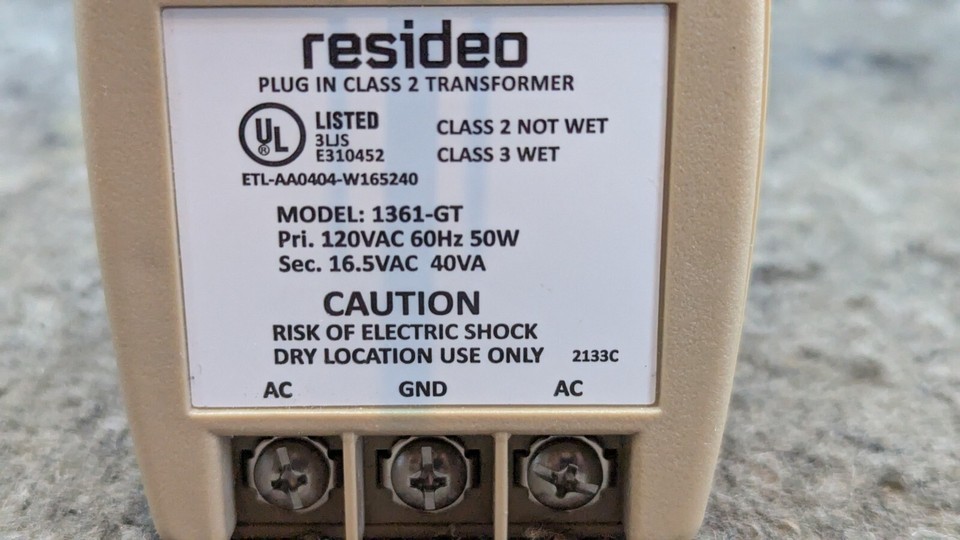 resideo
PLUG IN CLASS 2 TRANSFORMER
UL ®
LISTED
3LJS
E310452
CLASS 2 NOT WET
CLASS 3 WET
ETL-AA0404-W165240
MODEL: 1361-GT
Pri. 120VAC 60Hz 50W
Sec. 16.5VAC 40VA
CAUTION
RISK OF ELECTRIC SHOCK
DRY LOCATION USE ONLY 2133C
AC GND AC